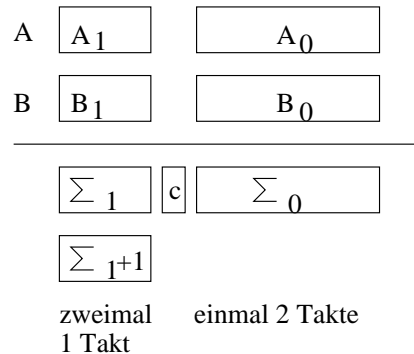 A A1 A0
B B1 B0
∑ 1 c ∑ 0
∑ 1+1
zweimal einmal 2 Takte
1 Takt